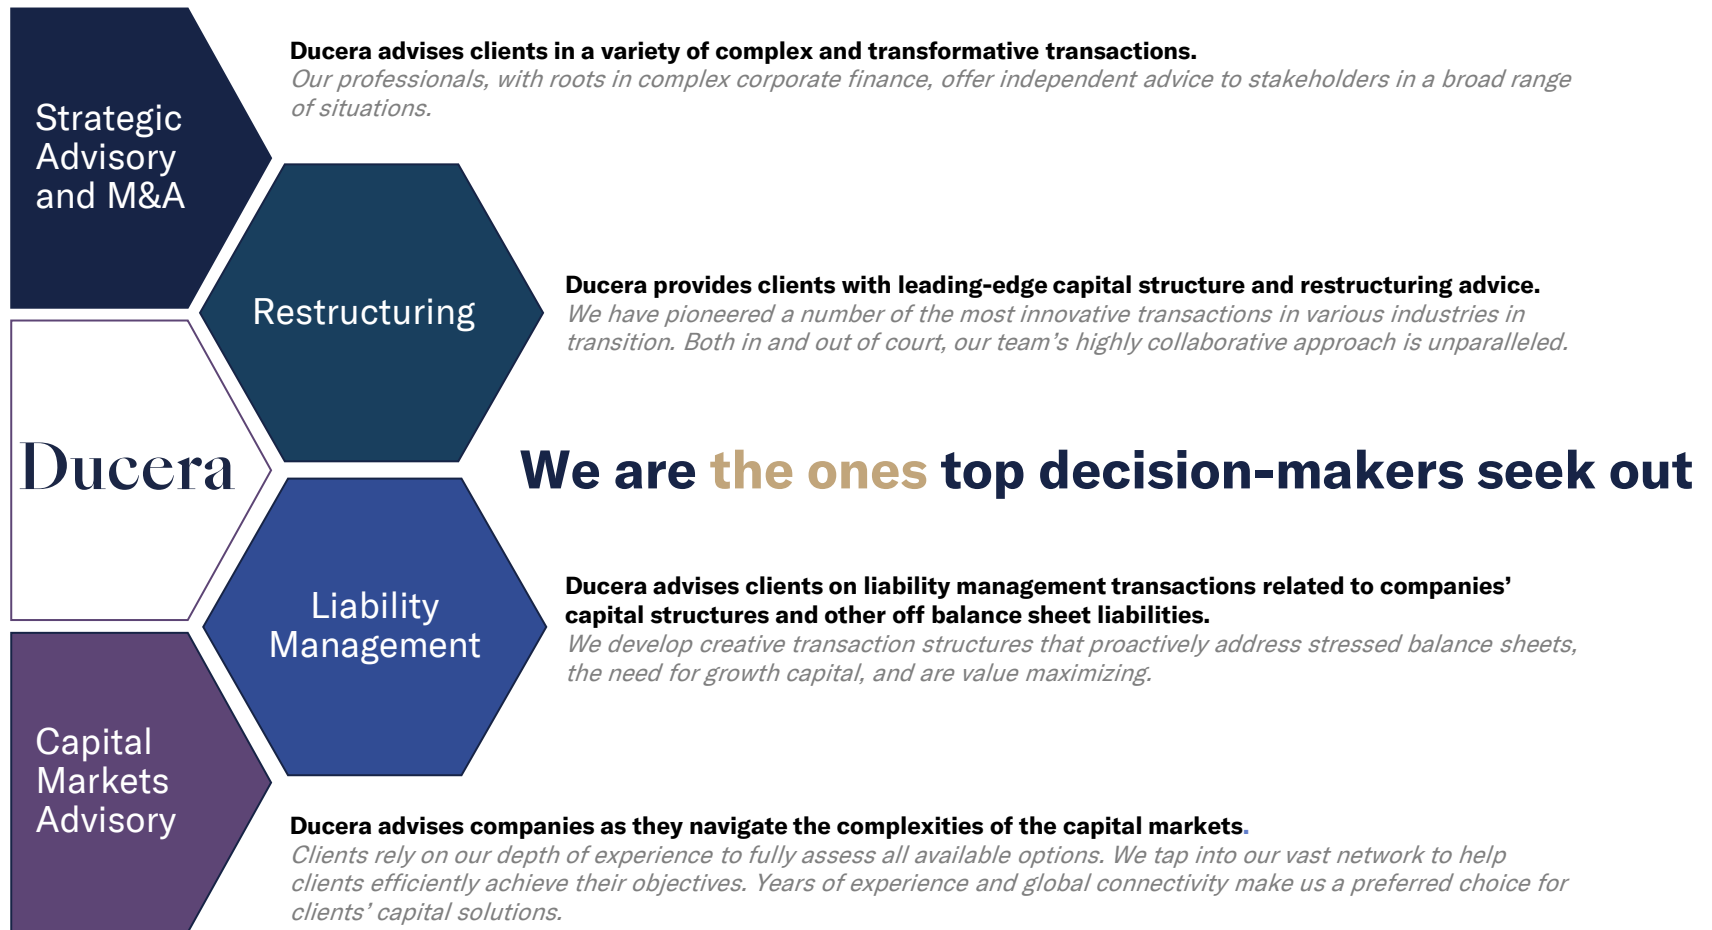 Strategic
Advisory
and M&A
Ducera advises clients in a variety of complex and transformative transactions.
Our professionals, with roots in complex corporate finance, offer independent advice to stakeholders in a broad range
of situations.
Restructuring
Ducera provides clients with leading-edge capital structure and restructuring advice.
We have pioneered a number of the most innovative transactions in various industries in
transition. Both in and out of court, our team’s highly collaborative approach is unparalleled.
Ducera
We are the ones top decision-makers seek out
Liability
Management
Ducera advises clients on liability management transactions related to companies’
capital structures and other off balance sheet liabilities.
We develop creative transaction structures that proactively address stressed balance sheets,
the need for growth capital, and are value maximizing.
Capital
Markets
Advisory
Ducera advises companies as they navigate the complexities of the capital markets.
Clients rely on our depth of experience to fully assess all available options. We tap into our vast network to help
clients efficiently achieve their objectives. Years of experience and global connectivity make us a preferred choice for
clients’ capital solutions.